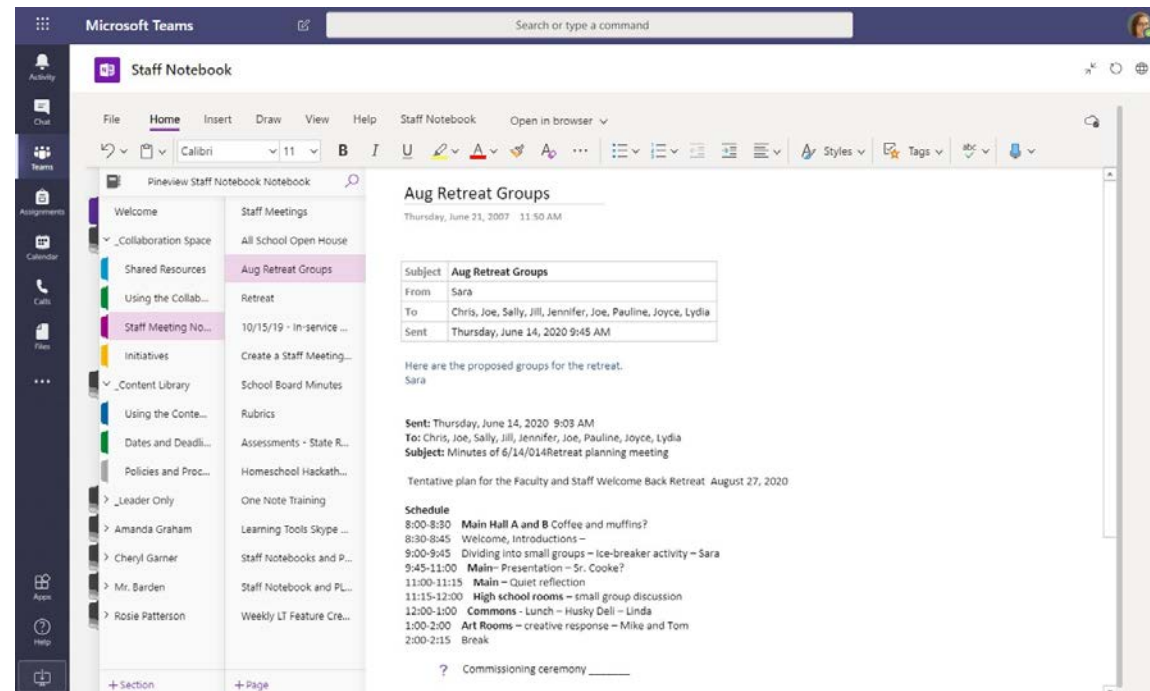 Microsoft Teams
Search or type a command
Activity
Chat
Teams
Assignments
Calendar
Calls
Files
Apps
Help
Staff Notebook
File Home Insert Draw View Help Staff Notebook Open in browser
Calibri 11 B I U A Styles Tags abc
Pineview Staff Notebook Notebook
Welcome
_Collaboration Space
Shared Resources
Using the Collab...
Staff Meeting No...
Initiatives
_Content Library
Using the Conte...
Dates and Deadli...
Policies and Proc...
_Leader Only
Amanda Graham
Cheryl Garner
Mr. Barden
Rosie Patterson
+ Section
Staff Meetings
All School Open House
Aug Retreat Groups
Retreat
10/15/19 - In-service ...
Create a Staff Meeting...
School Board Minutes
Rubrics
Assessments - State R...
Homeschool Hackath...
One Note Training
Learning Tools Skype ...
Staff Notebooks and P...
Staff Notebook and PL...
Weekly LT Feature Cre...
+ Page
Aug Retreat Groups
Thursday, June 21, 2007 11:50 AM
Subject Aug Retreat Groups
From Sara
To Chris, Joe, Sally, Jill, Jennifer, Joe, Pauline, Joyce, Lydia
Sent Thursday, June 14, 2020 9:45 AM
Here are the proposed groups for the retreat.
Sara
Sent: Thursday, June 14, 2020 9:03 AM
To: Chris, Joe, Sally, Jill, Jennifer, Joe, Pauline, Joyce, Lydia
Subject: Minutes of 6/14/014Retreat planning meeting
Tentative plan for the Faculty and Staff Welcome Back Retreat August 27, 2020
Schedule
8:00-8:30 Main Hall A and B Coffee and muffins?
8:30-8:45 Welcome, Introductions –
9:00-9:45 Dividing into small groups – Ice-breaker activity – Sara
9:45-11:00 Main– Presentation – Sr. Cooke?
11:00-11:15 Main – Quiet reflection
11:15-12:00 High school rooms – small group discussion
12:00-1:00 Commons - Lunch – Husky Deli – Linda
1:00-2:00 Art Rooms – creative response – Mike and Tom
2:00-2:15 Break
? Commissioning ceremony _______